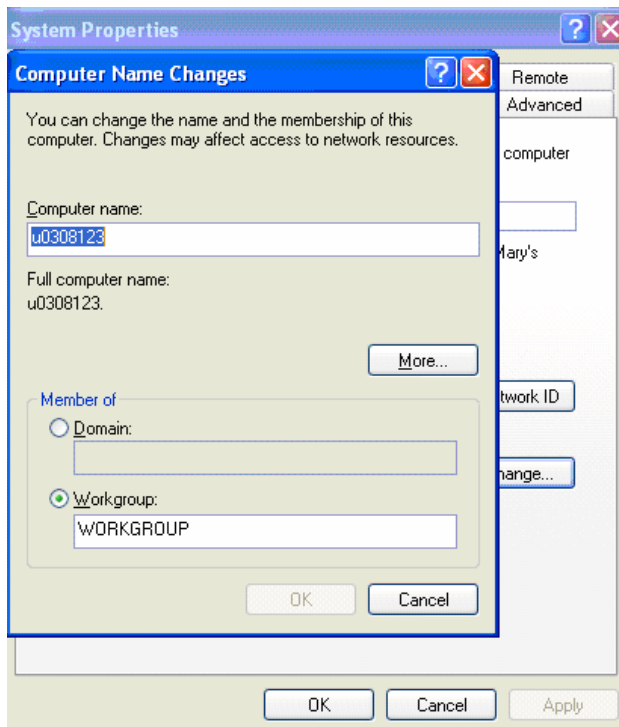 System Properties
Computer Name Changes
Remote
Advanced
You can change the name and the membership of this
computer. Changes may affect access to network resources.
computer
Computer name:
u0308123
Mary's
Full computer name:
u0308123.
More...
Member of
twork ID
Domain:
hange...
Workgroup:
WORKGROUP
OK
Cancel
OK
Cancel
Apply